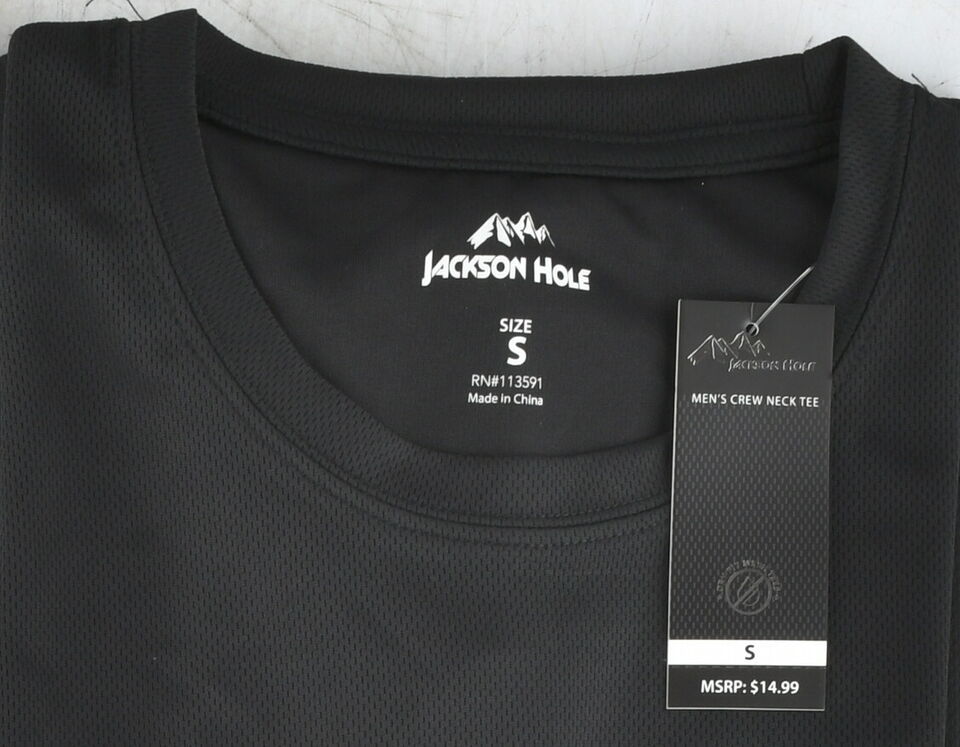 JACKSON HOLE
SIZE
S
RN#113591
Made in China
JACKSON HOLE
MEN'S CREW NECK TEE
S
MSRP: $14.99